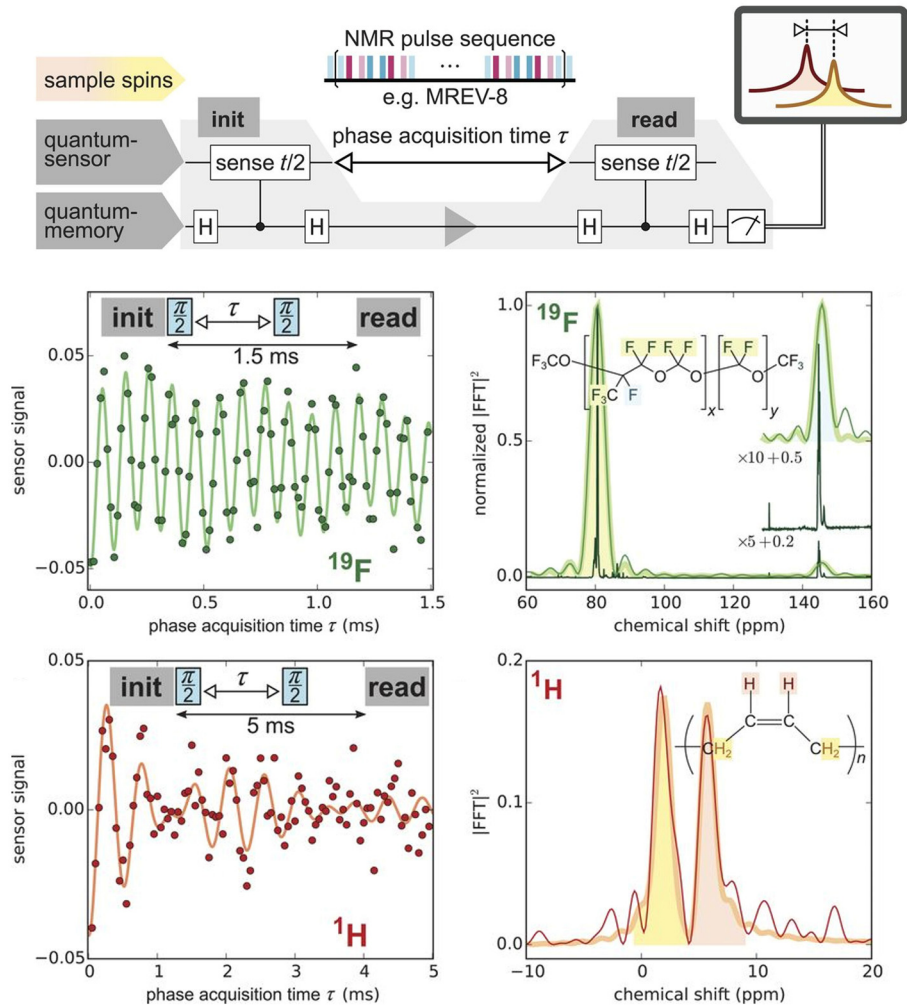 NMR pulse sequence
...
e.g. MREV-8
sample spins
init
read
phase acquisition time τ
quantum-
sensor
sense t/2
sense t/2
quantum-
memory
H
H
H
H
0.05
0.00
−0.05
sensor signal
init π/2 τ π/2 read
1.5 ms
19F
0.0 0.5 1.0 1.5
phase acquisition time τ (ms)
1.0
0.5
0.0
normalized |FFT|²
19F
F F F F F F
F₃CO O O O CF₃
F₃C F x y
×10 + 0.5
×5 + 0.2
60 80 100 120 140 160
chemical shift (ppm)
0.05
0.00
−0.05
sensor signal
init π/2 τ π/2 read
5 ms
1H
0 1 2 3 4 5
phase acquisition time τ (ms)
0.2
0.1
0.0
|FFT|²
1H
H H
C C
CH₂ CH₂ n
−10 0 10 20
chemical shift (ppm)